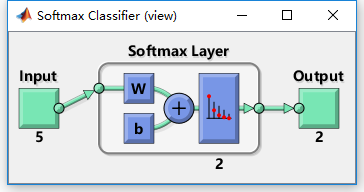 Softmax Classifier (view)
Softmax Layer
Input
Output
W
b
+
5
2
2